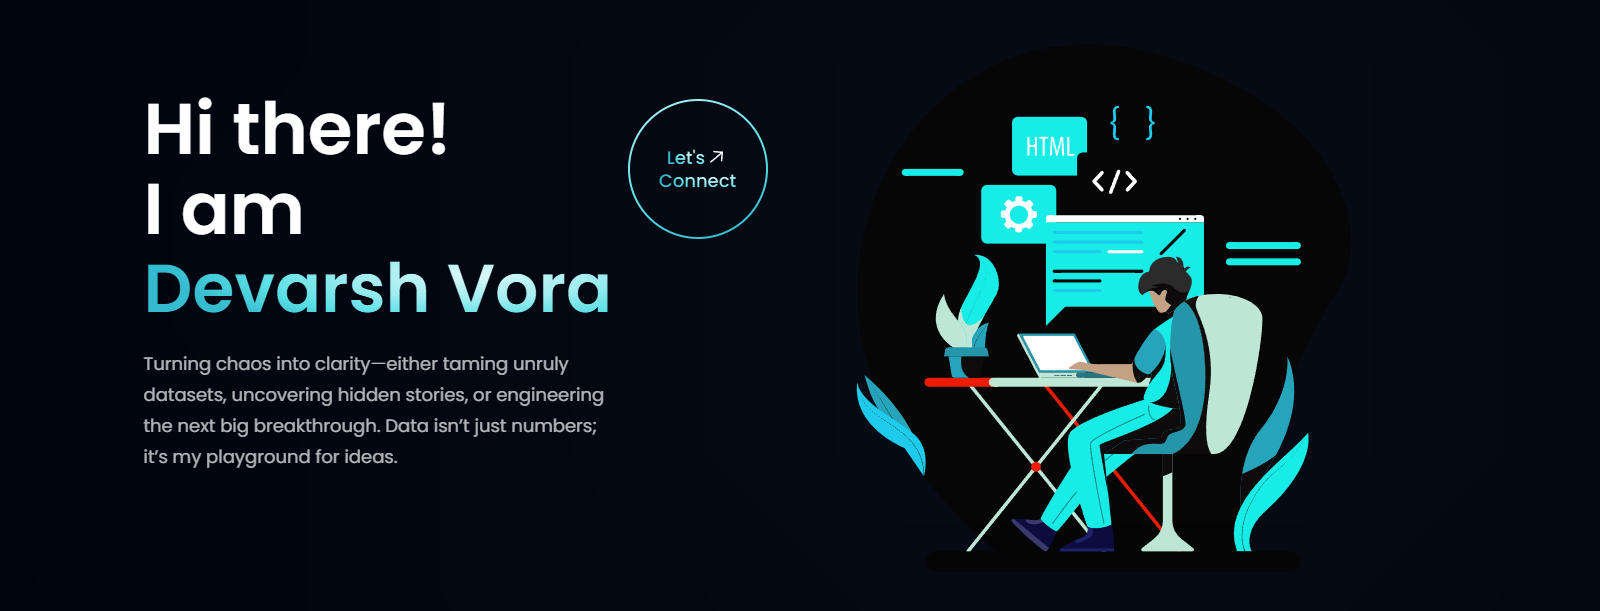 Hi there!
I am
Devarsh Vora
Turning chaos into clarity—either taming unruly
datasets, uncovering hidden stories, or engineering
the next big breakthrough. Data isn’t just numbers;
it’s my playground for ideas.
Let's ↗
Connect
HTML
{ }
</>